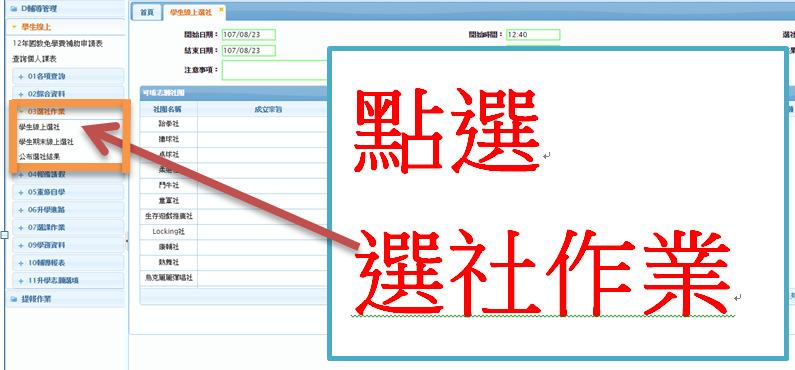 D輔導管理
學生線上
12年國教免學費補助申請表
查詢個人課表
01各項查詢
02綜合資料
03選社作業
學生線上選社
學生期末線上選社
公布選社結果
04報備請假
05重修自學
06升學進路
07選課作業
09學務資料
10輔導報表
11升學志願選項
提報作業
首頁
學生線上選社
開始日期：
107/08/23
開始時間：
12:40
結束日期：
107/08/23
注意事項：
可填志願社團
社團名稱
成立宗旨
跆拳社
撞球社
桌球社
鬥牛社
童軍社
生存遊戲推廣社
Locking社
康輔社
熱舞社
烏克麗麗彈唱社
點選
選社作業